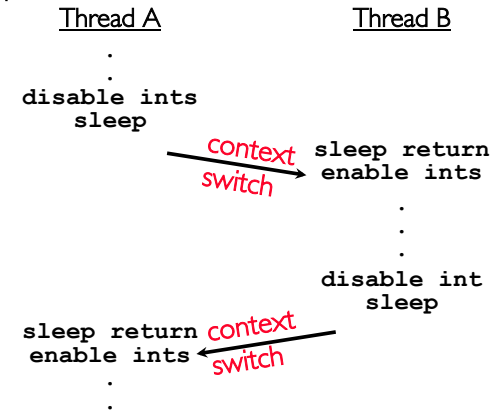 Thread A
Thread B
.
.
disable ints
sleep
context
switch
sleep return
enable ints
.
.
.
disable int
sleep
context
switch
sleep return
enable ints
.
.